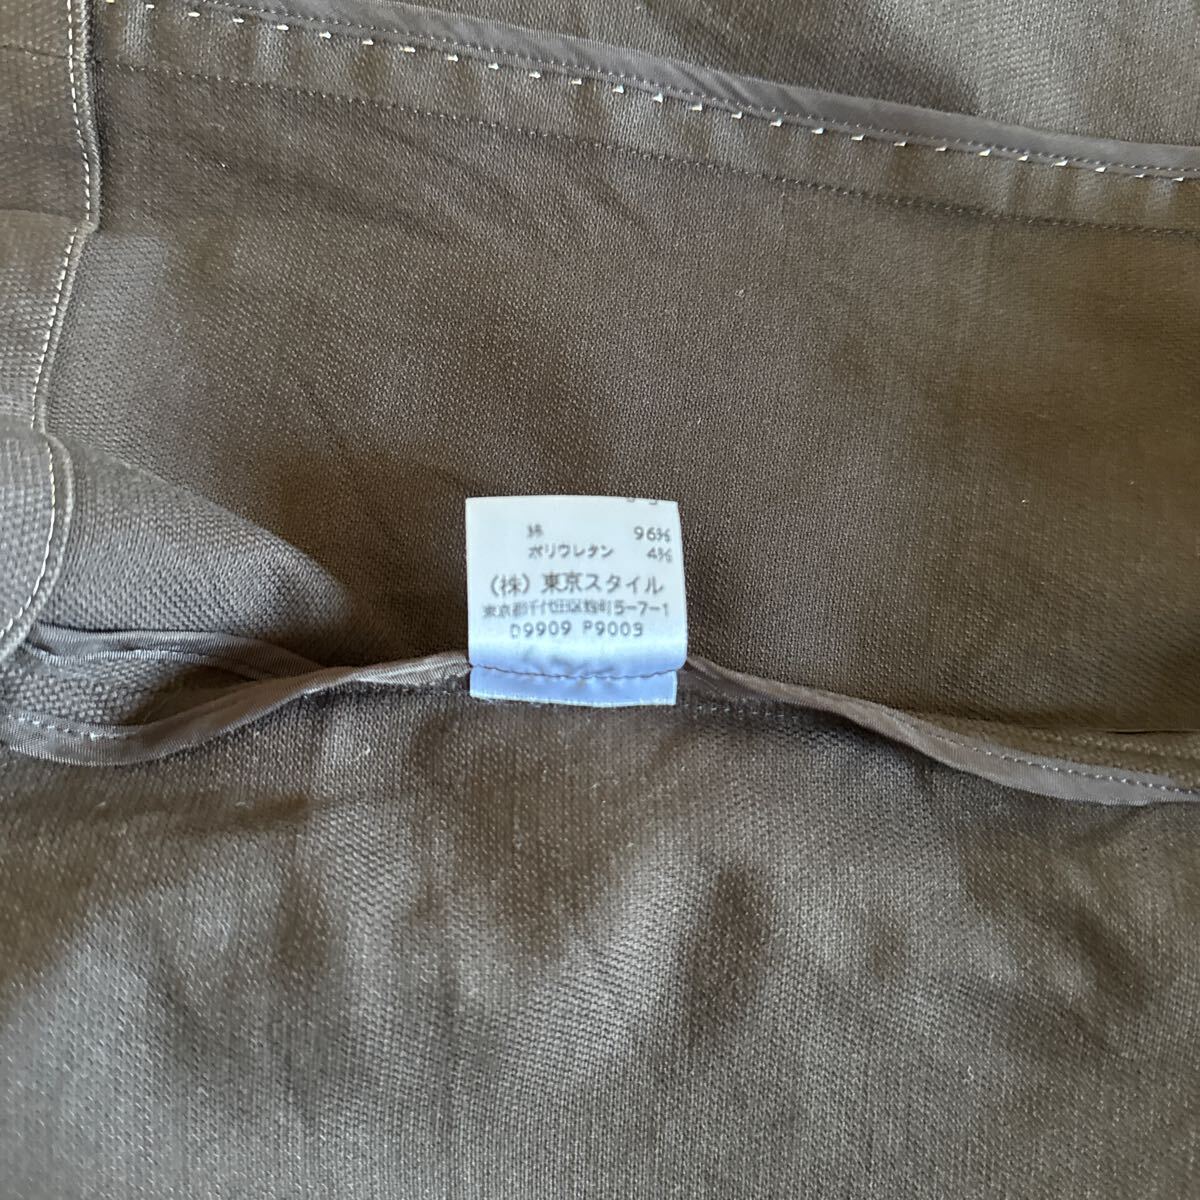 綿 96%
ポリウレタン 4%
(株) 東京スタイル
東京都千代田区麹町5-7-1
D9909 P9003